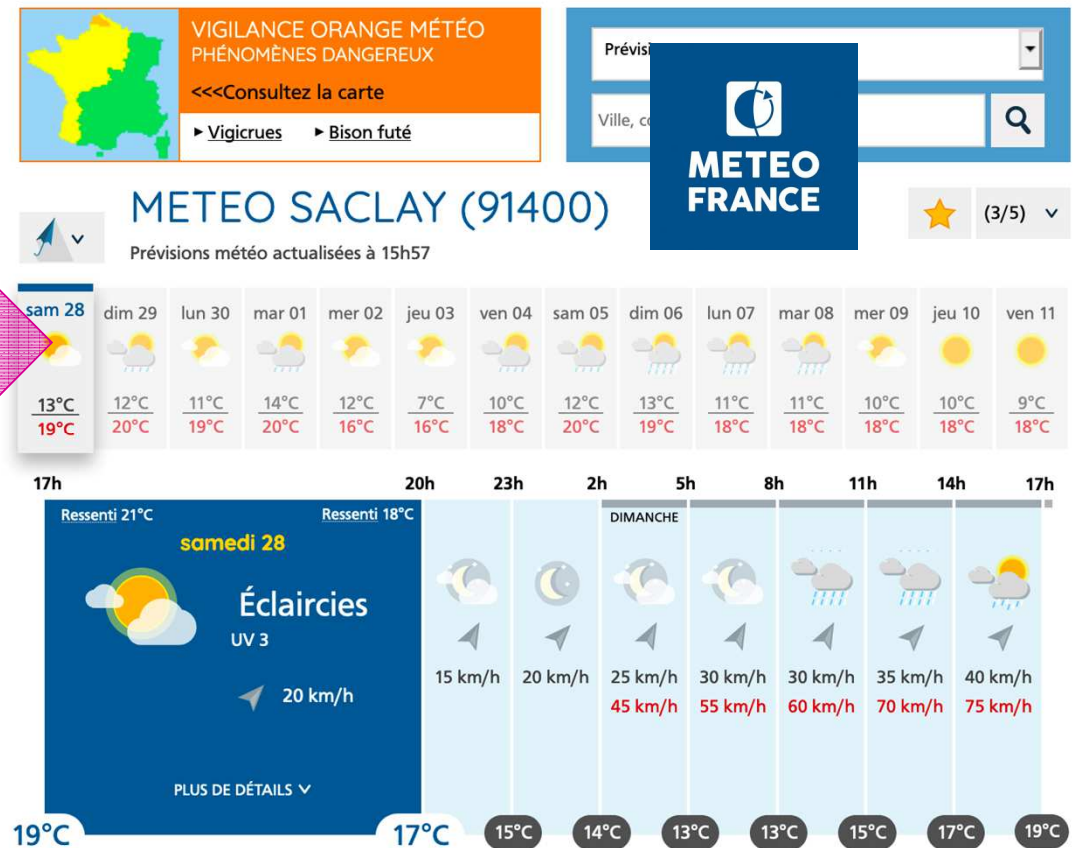 VIGILANCE ORANGE MÉTÉO
PHÉNOMÈNES DANGEREUX
<<<Consultez la carte
▸ Vigicrues ▸ Bison futé
Ville,
METEO
FRANCE
METEO SACLAY (91400)
Prévisions météo actualisées à 15h57
(3/5)
sam 28 dim 29 lun 30 mar 01 mer 02 jeu 03 ven 04 sam 05 dim 06 lun 07 mar 08 mer 09 jeu 10 ven 11
13°C 12°C 11°C 14°C 12°C 7°C 10°C 12°C 13°C 11°C 11°C 10°C 10°C 9°C
19°C 20°C 19°C 20°C 16°C 16°C 18°C 20°C 19°C 18°C 18°C 18°C 18°C 18°C
17h 20h 23h 2h 5h 8h 11h 14h 17h
Ressenti 21°C Ressenti 18°C DIMANCHE
samedi 28
Éclaircies
UV 3
20 km/h
15 km/h 20 km/h 25 km/h 30 km/h 30 km/h 35 km/h 40 km/h
45 km/h 55 km/h 60 km/h 70 km/h 75 km/h
PLUS DE DÉTAILS
19°C 17°C 15°C 14°C 13°C 13°C 15°C 17°C 19°C